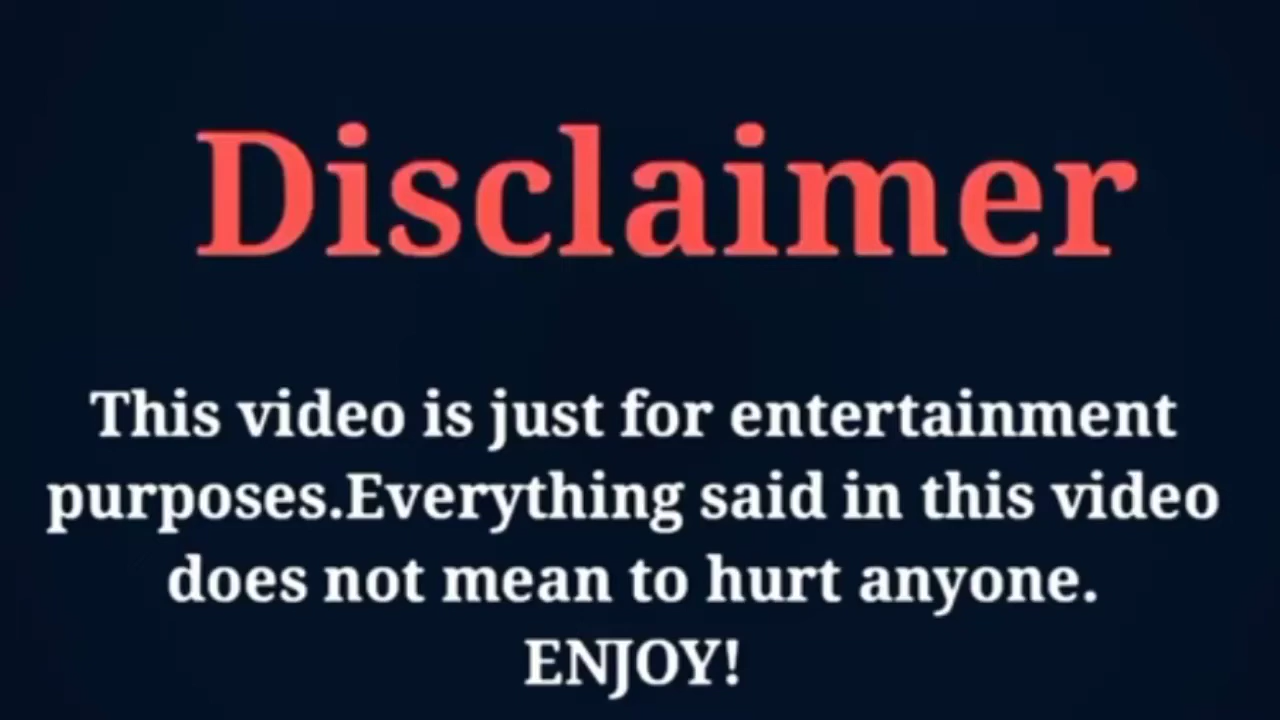 Disclaimer
This video is just for entertainment
purposes.Everything said in this video
does not mean to hurt anyone.
ENJOY!